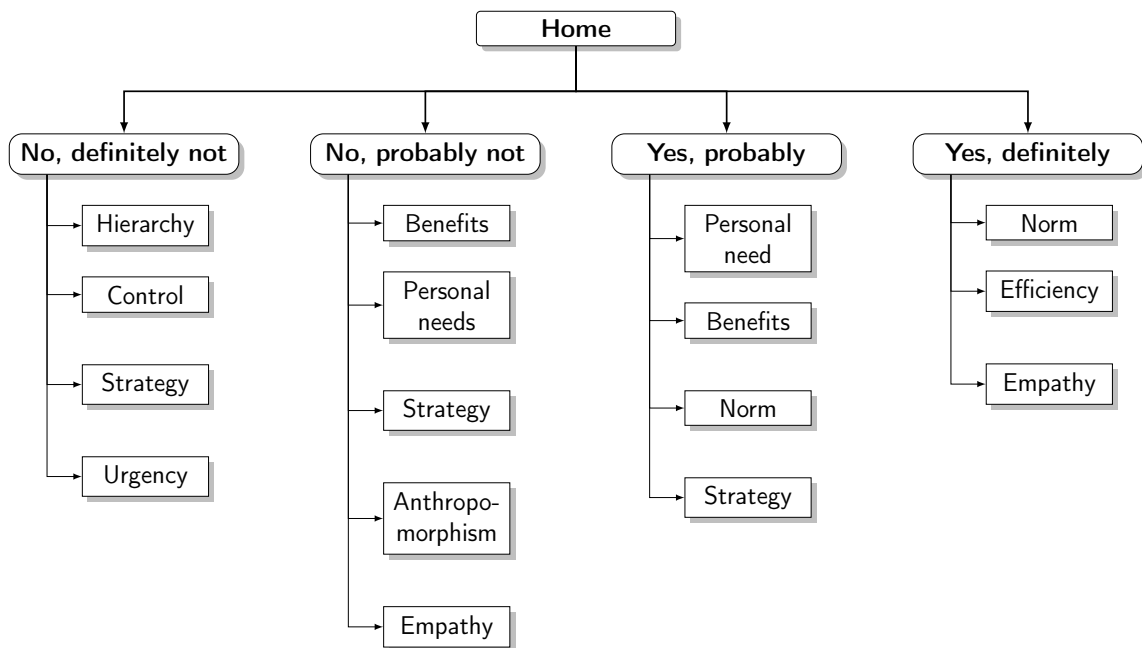 Home
No, definitely not
No, probably not
Yes, probably
Yes, definitely
Hierarchy
Control
Strategy
Urgency
Benefits
Personal
needs
Strategy
Anthropo-
morphism
Empathy
Personal
need
Benefits
Norm
Strategy
Norm
Efficiency
Empathy